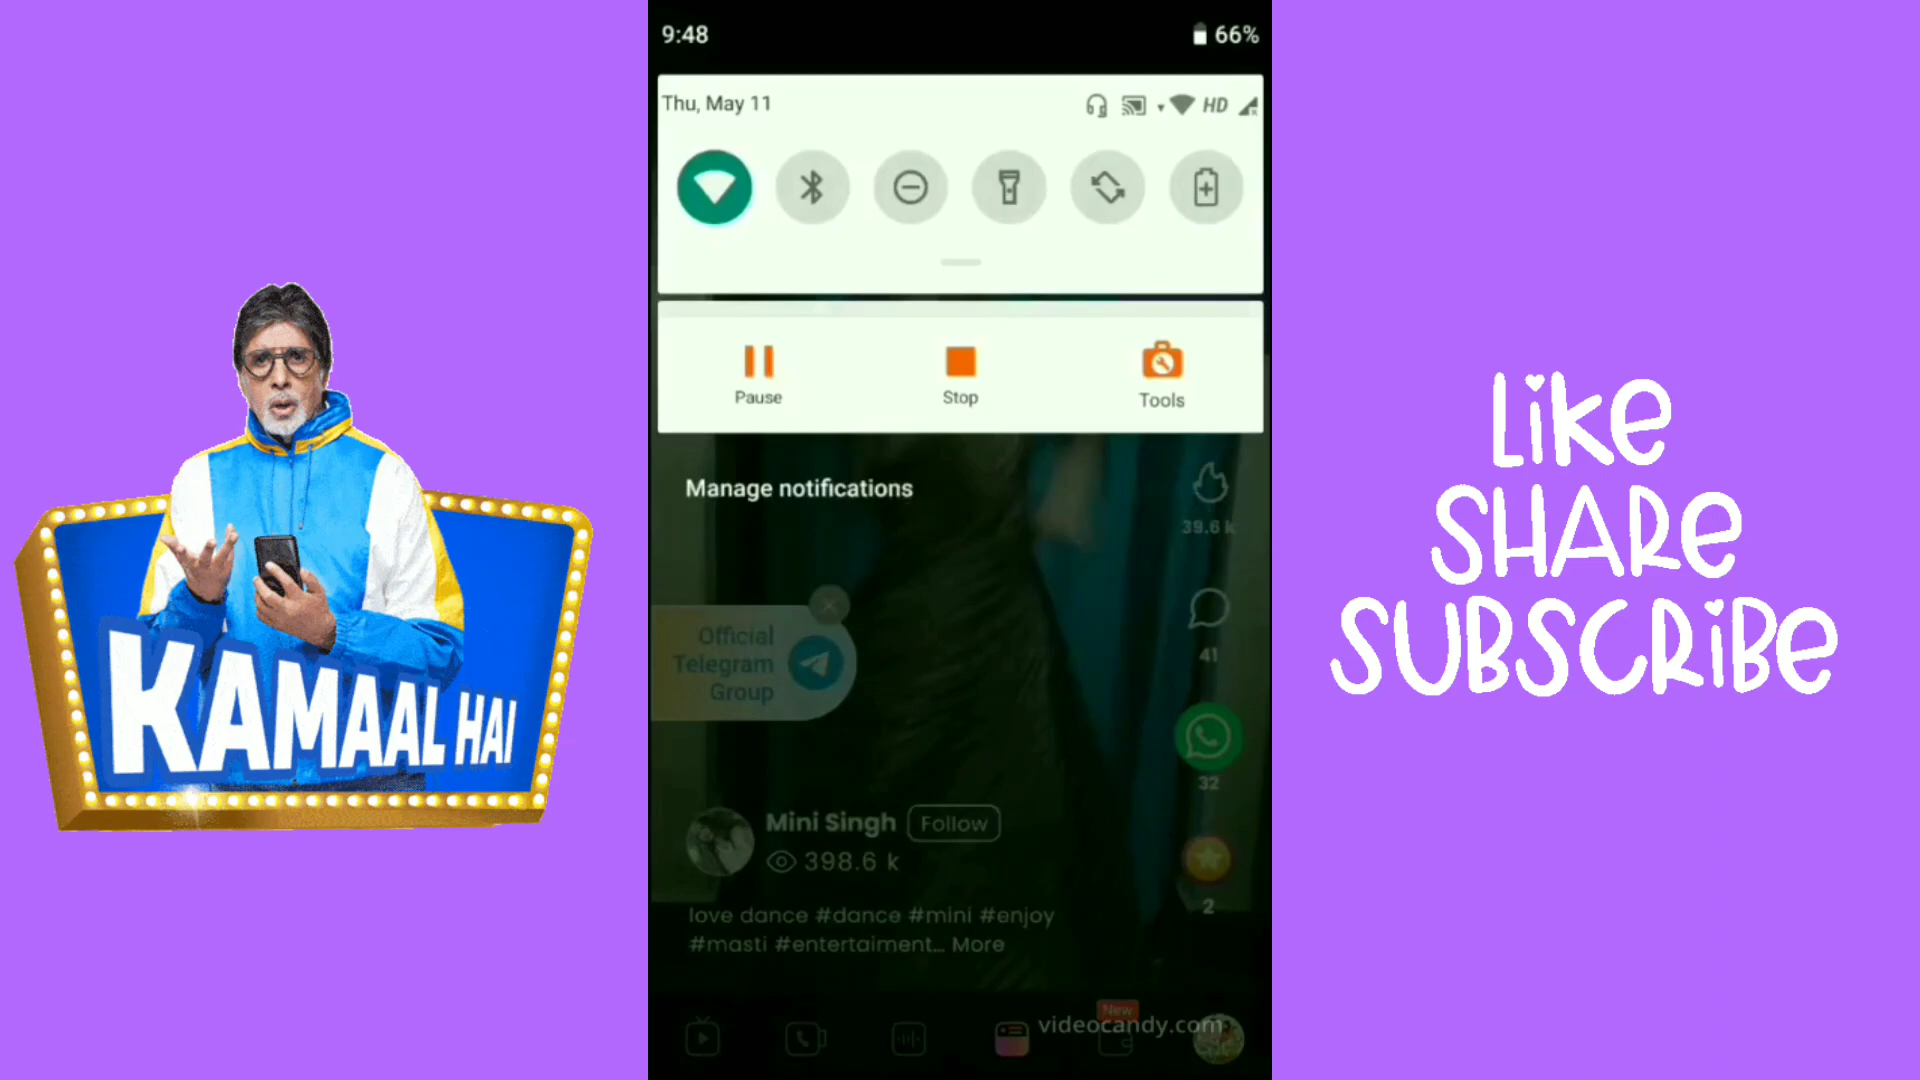 9:48
66%
Thu, May 11
HD
Pause
Stop
Tools
Manage notifications
39.6 k
Official
Telegram
Group
41
32
Mini Singh
Follow
398.6 k
2
love dance #dance #mini #enjoy
#masti #entertaiment... More
New
videocandy.com
KAMAAL HAI
LiKe
SHARe
SUBSCRiBe